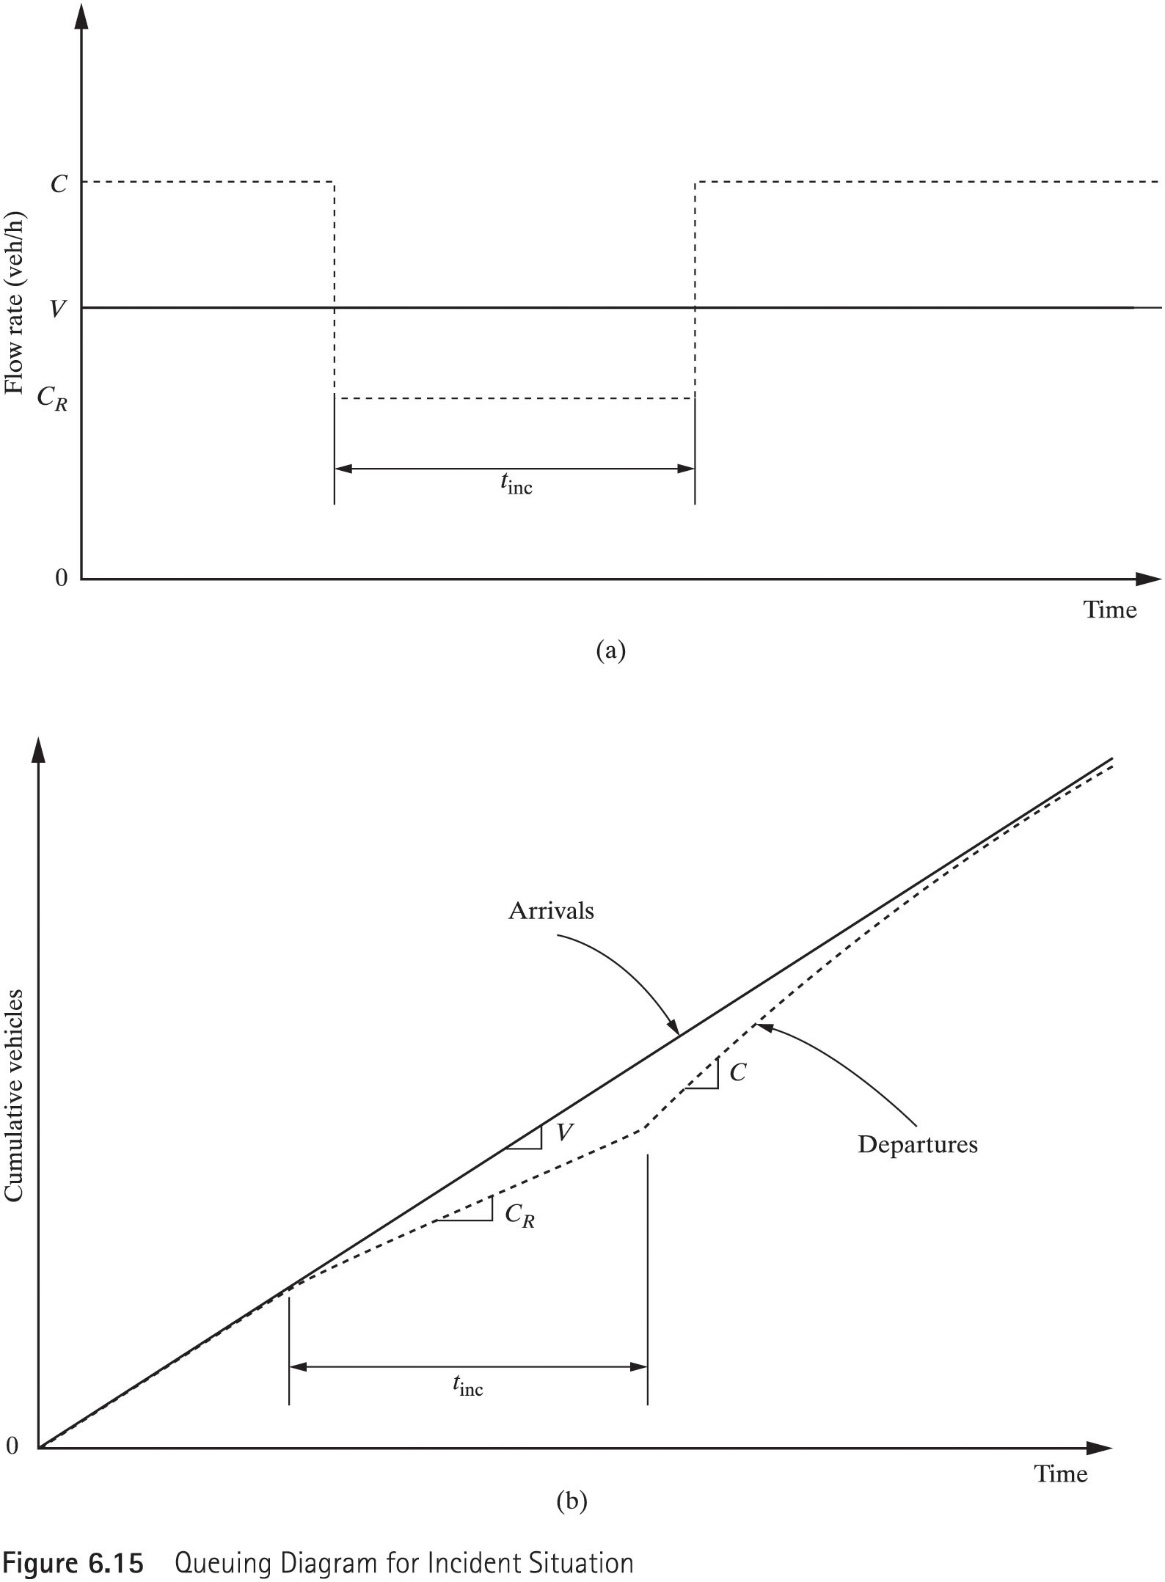 C
Flow rate (veh/h)
V
C_R
t_inc
0
Time
(a)
Arrivals
C
Cumulative vehicles
V
Departures
C_R
t_inc
0
Time
(b)
Figure 6.15 Queuing Diagram for Incident Situation